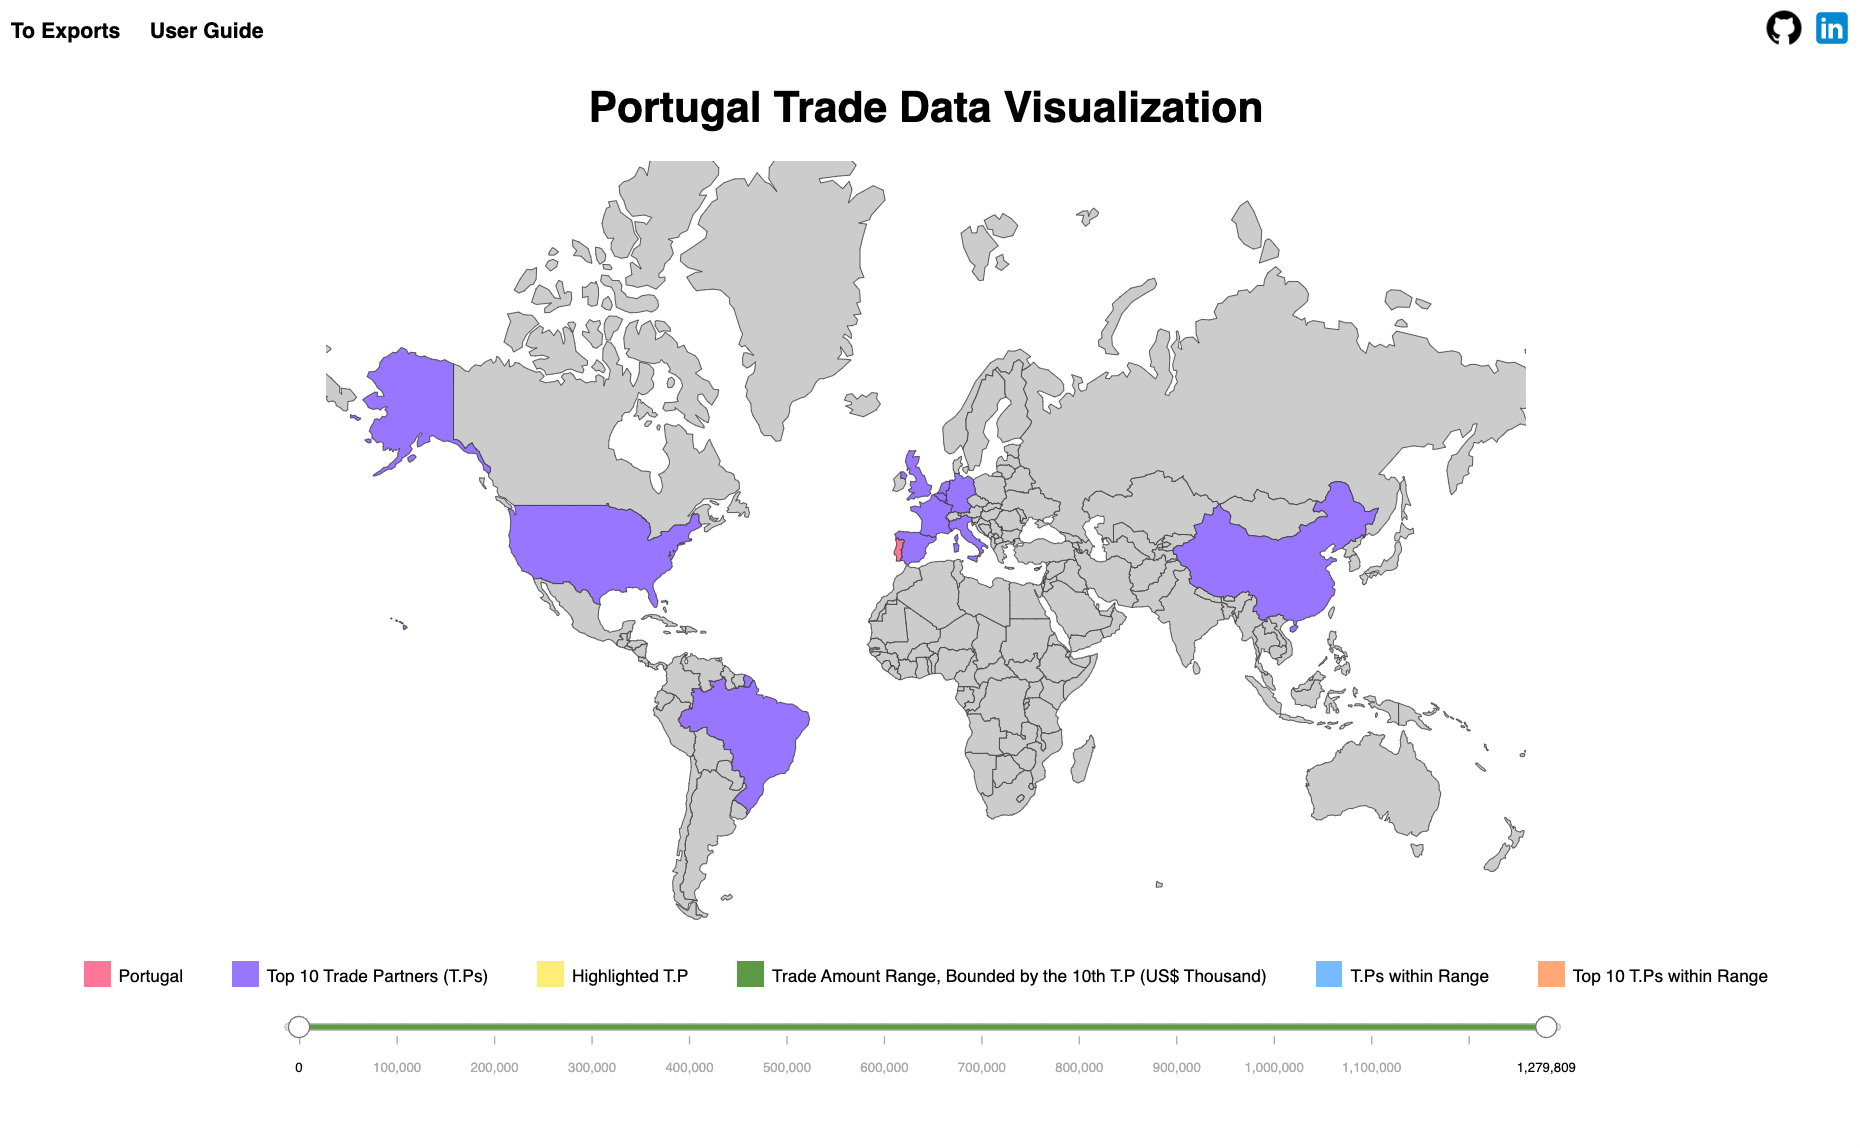 To Exports User Guide
in
Portugal Trade Data Visualization
Portugal Top 10 Trade Partners (T.Ps) Highlighted T.P Trade Amount Range, Bounded by the 10th T.P (US$ Thousand) T.Ps within Range Top 10 T.Ps within Range
0 100,000 200,000 300,000 400,000 500,000 600,000 700,000 800,000 900,000 1,000,000 1,100,000 1,279,809